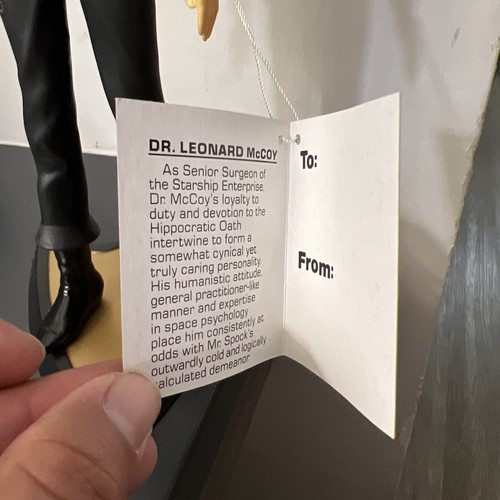 DR. LEONARD McCOY
As Senior Surgeon of
the Starship Enterprise,
Dr. McCoy's loyalty to
duty and devotion to the
Hippocratic Oath
intertwine to form a
somewhat cynical yet
truly caring personality.
His humanistic attitude,
general practitioner-like
manner and expertise
in space psychology
place him consistently at
odds with Mr. Spock's
outwardly cold and logically
calculated demeanor.
To:
From: